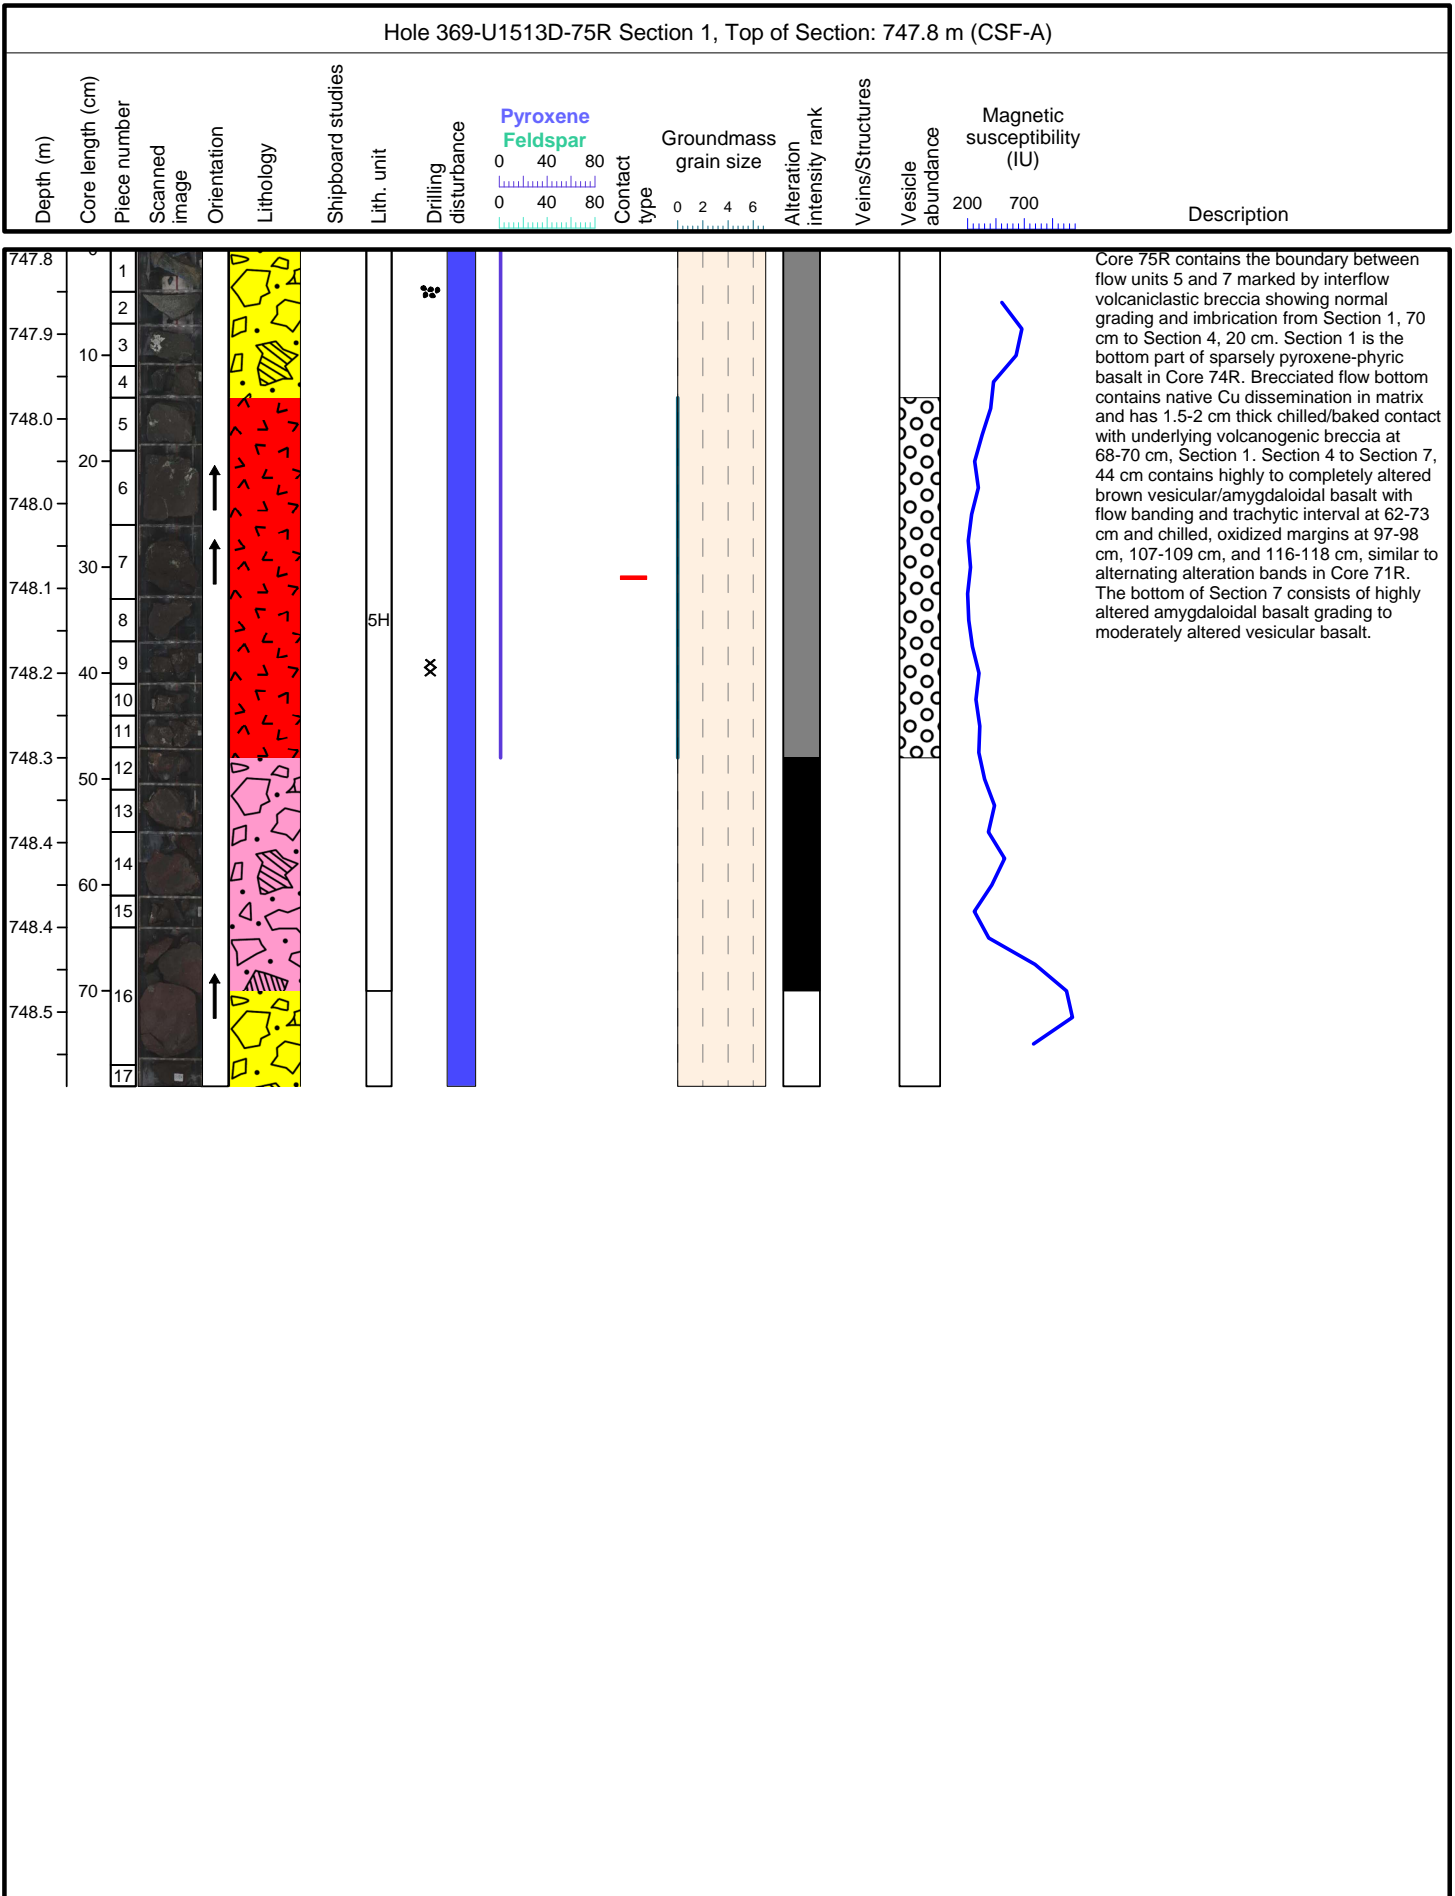 Hole 369-U1513D-75R Section 1, Top of Section: 747.8 m (CSF-A)
Depth (m)
Core length (cm)
Piece number
Scanned
image
Orientation
Lithology
Shipboard studies
Lith. unit
Drilling
disturbance
Pyroxene
Feldspar
0 40 80
0 40 80
Contact
type
Groundmass
grain size
0 2 4 6
Alteration
intensity rank
Veins/Structures
Vesicle
abundance
Magnetic
susceptibility
(IU)
200 700
Description
747.8
747.9
748.0
748.0
748.1
748.2
748.3
748.4
748.4
748.5
10
20
30
40
50
60
70
1
2
3
4
5
6
7
8
9
10
11
12
13
14
15
16
17
5H
Core 75R contains the boundary between
flow units 5 and 7 marked by interflow
volcaniclastic breccia showing normal
grading and imbrication from Section 1, 70
cm to Section 4, 20 cm. Section 1 is the
bottom part of sparsely pyroxene-phyric
basalt in Core 74R. Brecciated flow bottom
contains native Cu dissemination in matrix
and has 1.5-2 cm thick chilled/baked contact
with underlying volcanogenic breccia at
68-70 cm, Section 1. Section 4 to Section 7,
44 cm contains highly to completely altered
brown vesicular/amygdaloidal basalt with
flow banding and trachytic interval at 62-73
cm and chilled, oxidized margins at 97-98
cm, 107-109 cm, and 116-118 cm, similar to
alternating alteration bands in Core 71R.
The bottom of Section 7 consists of highly
altered amygdaloidal basalt grading to
moderately altered vesicular basalt.